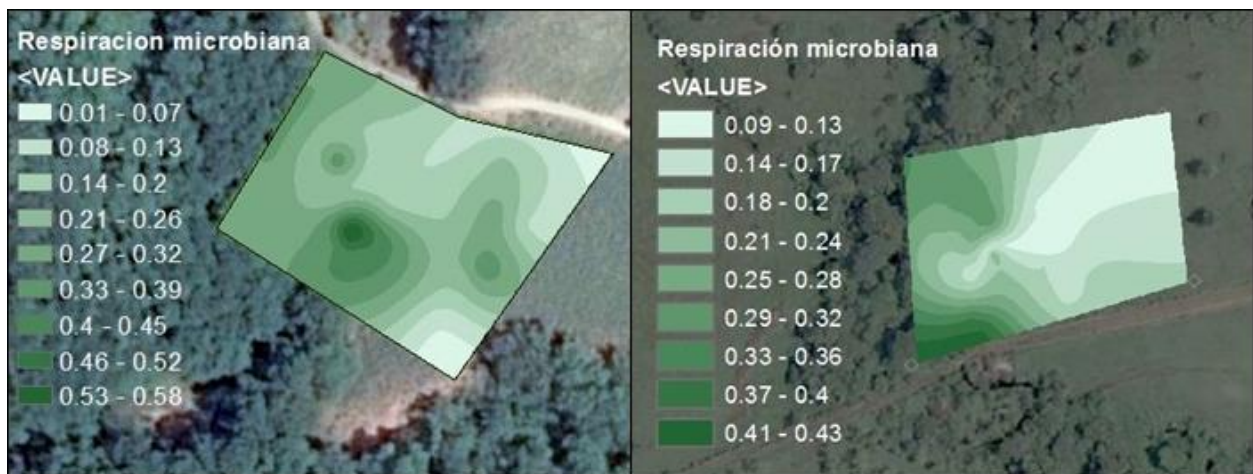 Respiracion microbiana
<VALUE>
0.01 - 0.07
0.08 - 0.13
0.14 - 0.2
0.21 - 0.26
0.27 - 0.32
0.33 - 0.39
0.4 - 0.45
0.46 - 0.52
0.53 - 0.58
Respiración microbiana
<VALUE>
0.09 - 0.13
0.14 - 0.17
0.18 - 0.2
0.21 - 0.24
0.25 - 0.28
0.29 - 0.32
0.33 - 0.36
0.37 - 0.4
0.41 - 0.43